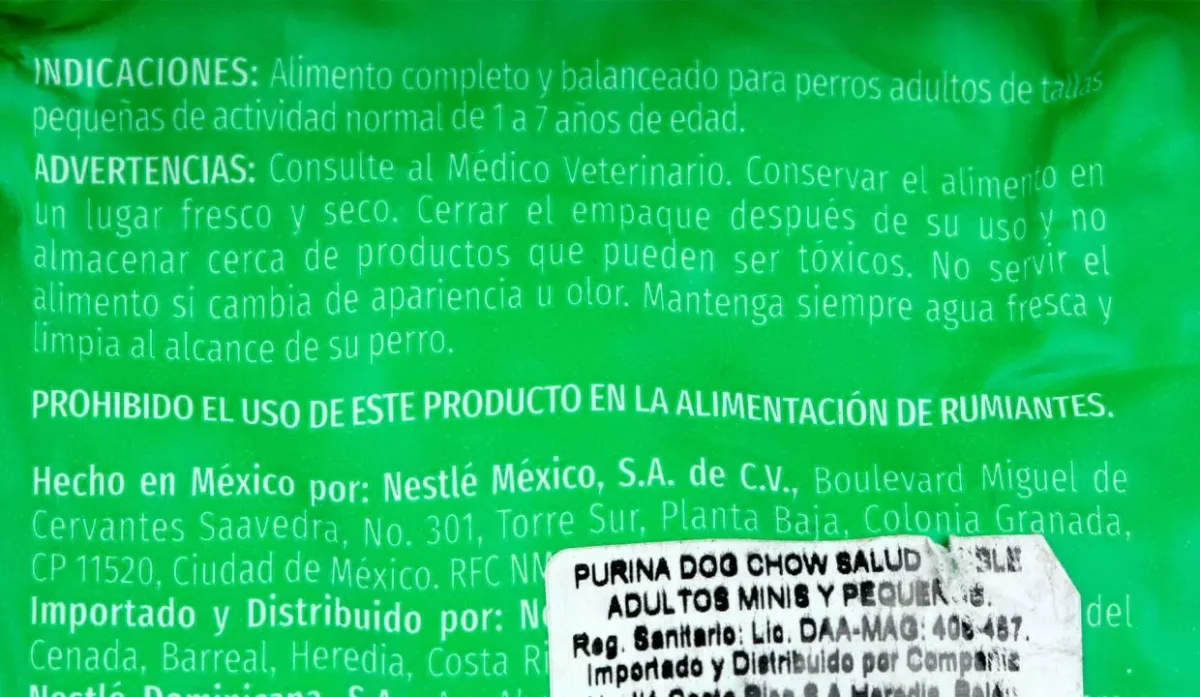 INDICACIONES: Alimento completo y balanceado para perros adultos de tallas
pequeñas de actividad normal de 1 a 7 años de edad.
ADVERTENCIAS: Consulte al Médico Veterinario. Conservar el alimento en
un lugar fresco y seco. Cerrar el empaque después de su uso y no
almacenar cerca de productos que pueden ser tóxicos. No servir el
alimento si cambia de apariencia u olor. Mantenga siempre agua fresca y
limpia al alcance de su perro.
PROHIBIDO EL USO DE ESTE PRODUCTO EN LA ALIMENTACIÓN DE RUMIANTES.
Hecho en México por: Nestlé México, S.A. de C.V., Boulevard Miguel de
Cervantes Saavedra, No. 301, Torre Sur, Planta Baja, Colonia Granada,
CP 11520, Ciudad de México. RFC
Importado y Distribuido por: del
Cenada, Barreal, Heredia, Costa
Nestlé Dominicana, S.A.
PURINA DOG CHOW SALUD
ADULTOS MINIS Y
Reg. Sanitario: Lic. DAA-MAG: 408-457.
Importado y Distribuido por